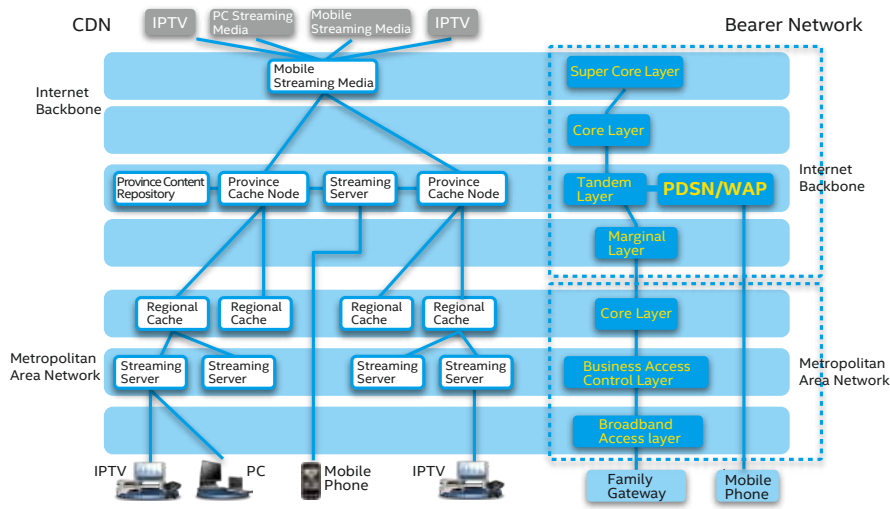 CDN
Bearer Network
IPTV
PC Streaming
Media
Mobile
Streaming Media
IPTV
Mobile
Streaming Media
Super Core Layer
Internet
Backbone
Core Layer
Province Content
Repository
Province
Cache Node
Streaming
Server
Province
Cache Node
Tandem
Layer
PDSN/WAP
Internet
Backbone
Marginal
Layer
Regional
Cache
Regional
Cache
Regional
Cache
Regional
Cache
Core Layer
Metropolitan
Area Network
Streaming
Server
Streaming
Server
Streaming
Server
Streaming
Server
Business Access
Control Layer
Metropolitan
Area Network
Broadband
Access layer
IPTV
PC
Mobile
Phone
IPTV
Family
Gateway
Mobile
Phone